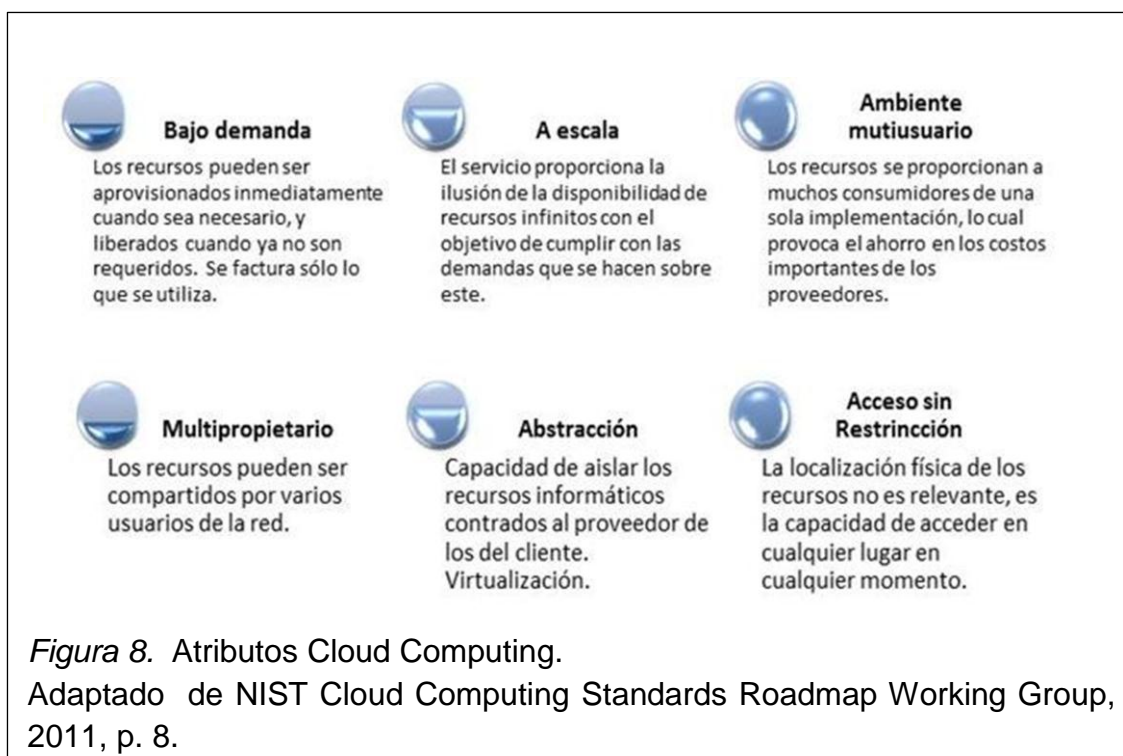 Bajo demanda
Los recursos pueden ser
aprovisionados inmediatamente
cuando sea necesario, y
liberados cuando ya no son
requeridos. Se factura sólo lo
que se utiliza.
A escala
El servicio proporciona la
ilusión de la disponibilidad de
recursos infinitos con el
objetivo de cumplir con las
demandas que se hacen sobre
este.
Ambiente
mutiusuario
Los recursos se proporcionan a
muchos consumidores de una
sola implementación, lo cual
provoca el ahorro en los costos
importantes de los
proveedores.
Multipropietario
Los recursos pueden ser
compartidos por varios
usuarios de la red.
Abstracción
Capacidad de aislar los
recursos informáticos
contrados al proveedor de
los del cliente.
Virtualización.
Acceso sin
Restrincción
La localización física de los
recursos no es relevante, es
la capacidad de acceder en
cualquier lugar en
cualquier momento.
Figura 8. Atributos Cloud Computing.
Adaptado de NIST Cloud Computing Standards Roadmap Working Group,
2011, p. 8.